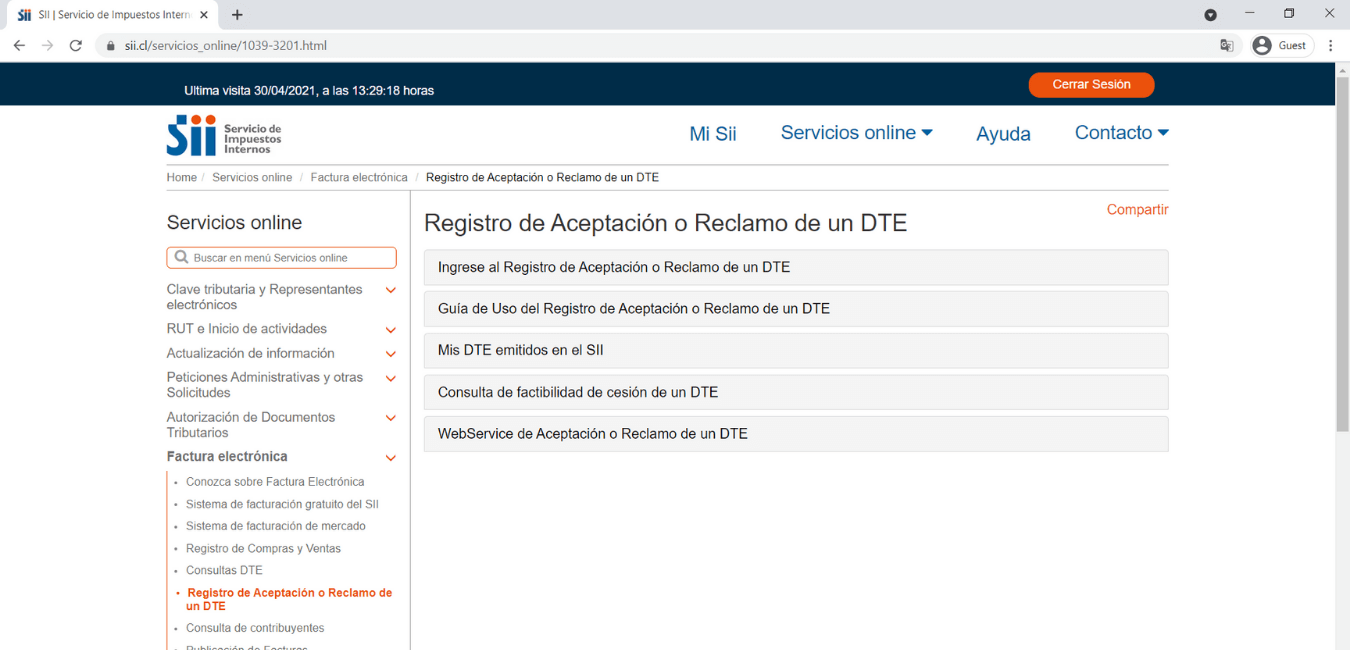 SII | Servicio de Impuestos Intern
sii.cl/servicios_online/1039-3201.html
Guest
Ultima visita 30/04/2021, a las 13:29:18 horas
Cerrar Sesión
Sii Servicio de
Impuestos
Internos
Mi Sii
Servicios online
Ayuda
Contacto
Home / Servicios online / Factura electrónica / Registro de Aceptación o Reclamo de un DTE
Servicios online
Buscar en menú Servicios online
Clave tributaria y Representantes
electrónicos
RUT e Inicio de actividades
Actualización de información
Peticiones Administrativas y otras
Solicitudes
Autorización de Documentos
Tributarios
Factura electrónica
Conozca sobre Factura Electrónica
Sistema de facturación gratuito del SII
Sistema de facturación de mercado
Registro de Compras y Ventas
Consultas DTE
Registro de Aceptación o Reclamo de
un DTE
Consulta de contribuyentes
Publicación de Facturas
Compartir
Registro de Aceptación o Reclamo de un DTE
Ingrese al Registro de Aceptación o Reclamo de un DTE
Guía de Uso del Registro de Aceptación o Reclamo de un DTE
Mis DTE emitidos en el SII
Consulta de factibilidad de cesión de un DTE
WebService de Aceptación o Reclamo de un DTE